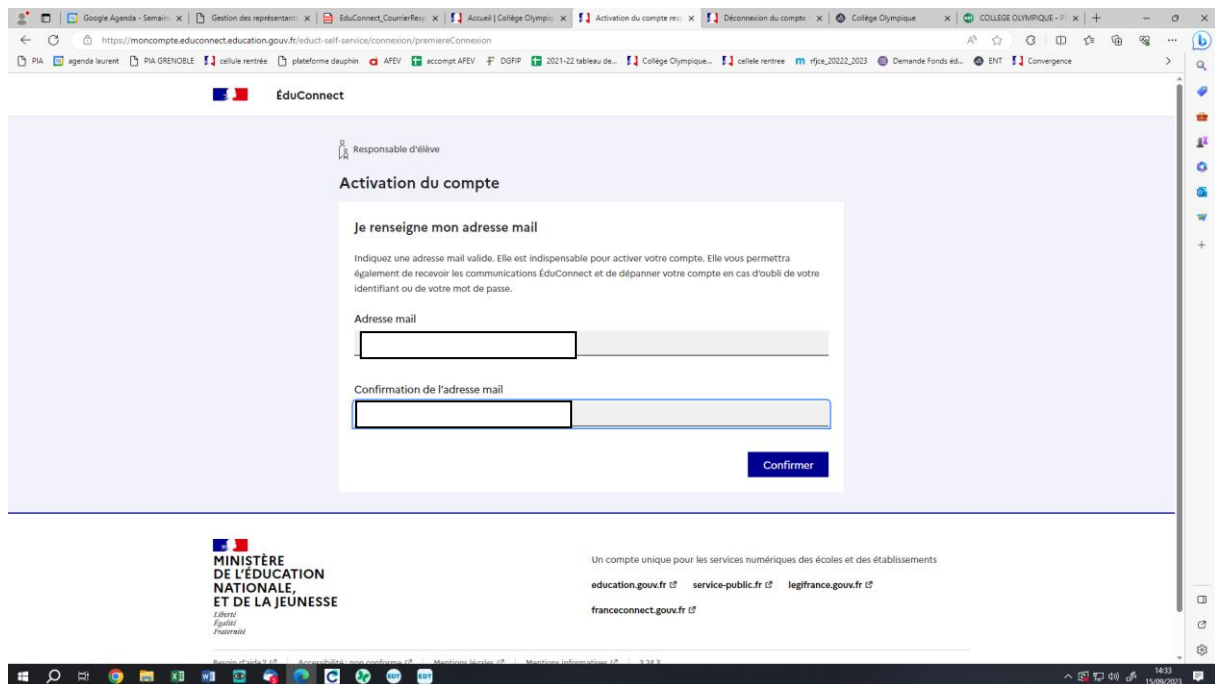 Google Agenda - Semain
Gestion des représentant
EduConnect_CourrierResp
Accueil | Collège Olympiq
Activation du compte res
Déconnexion du compte
Collège Olympique
COLLEGE OLYMPIQUE - P
https://moncompte.educonnect.education.gouv.fr/educt-self-service/connexion/premiereConnexion
PIA
agenda laurent
PIA GRENOBLE
cellule rentrée
plateforme dauphin
AFEV
accompt AFEV
DGFIP
2021-22 tableau de...
Collège Olympique...
cellele rentree
rfjce_20222_2023
Demande Fonds éd...
ENT
Convergence
ÉduConnect
Responsable d'élève
Activation du compte
Je renseigne mon adresse mail
Indiquez une adresse mail valide. Elle est indispensable pour activer votre compte. Elle vous permettra
également de recevoir les communications ÉduConnect et de dépanner votre compte en cas d'oubli de votre
identifiant ou de votre mot de passe.
Adresse mail
Confirmation de l'adresse mail
Confirmer
MINISTÈRE
DE L'ÉDUCATION
NATIONALE,
ET DE LA JEUNESSE
Liberté
Égalité
Fraternité
Un compte unique pour les services numériques des écoles et des établissements
education.gouv.fr
service-public.fr
legifrance.gouv.fr
franceconnect.gouv.fr
Besoin d'aide ?
Accessibilité : non conforme
Mentions légales
Mentions informatives
3.24.3
EDT
EDT
14:33
15/09/2023